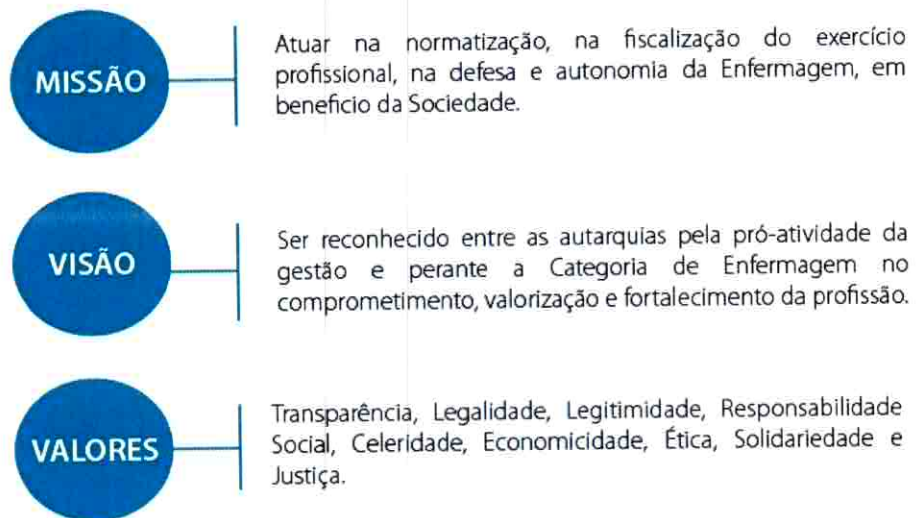 MISSÃO
Atuar na normatização, na fiscalização do exercício
profissional, na defesa e autonomia da Enfermagem, em
beneficio da Sociedade.
VISÃO
Ser reconhecido entre as autarquias pela pró-atividade da
gestão e perante a Categoria de Enfermagem no
comprometimento, valorização e fortalecimento da profissão.
VALORES
Transparência, Legalidade, Legitimidade, Responsabilidade
Social, Celeridade, Economicidade, Ética, Solidariedade e
Justiça.